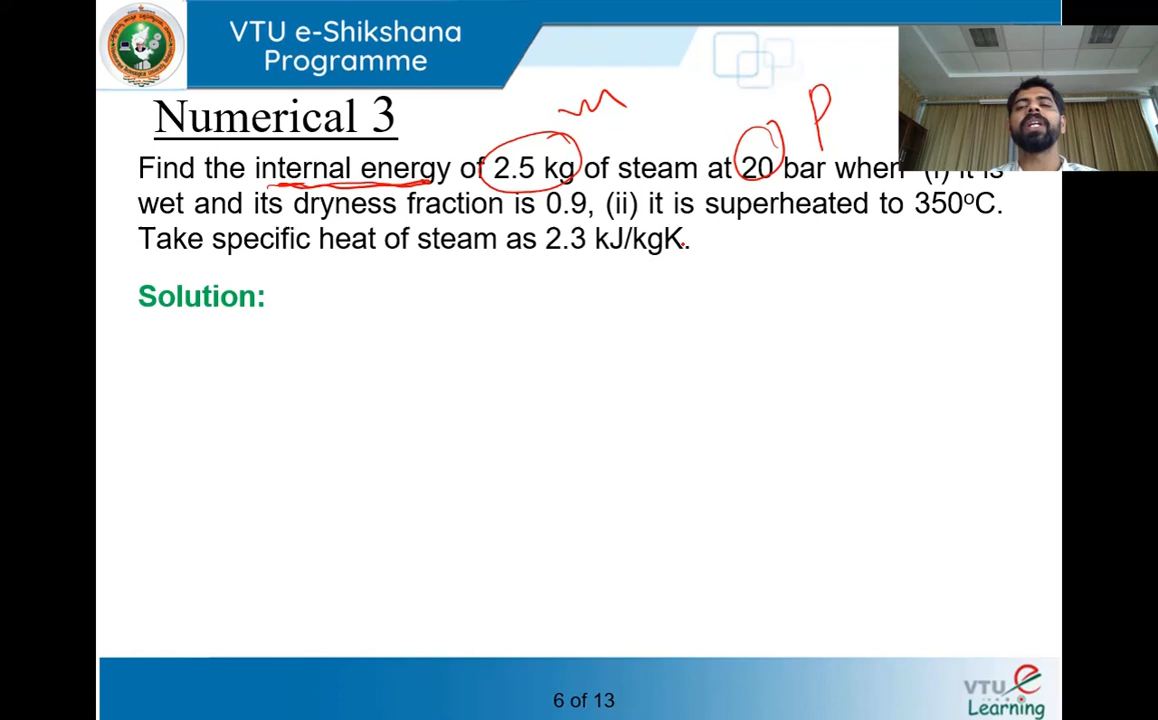 VTU e-Shikshana
Programme
Numerical 3
m
P
Find the internal energy of 2.5 kg of steam at 20 bar when (i) it is
wet and its dryness fraction is 0.9, (ii) it is superheated to 350ºC.
Take specific heat of steam as 2.3 kJ/kgK.
Solution:
6 of 13
VTU e
Learning